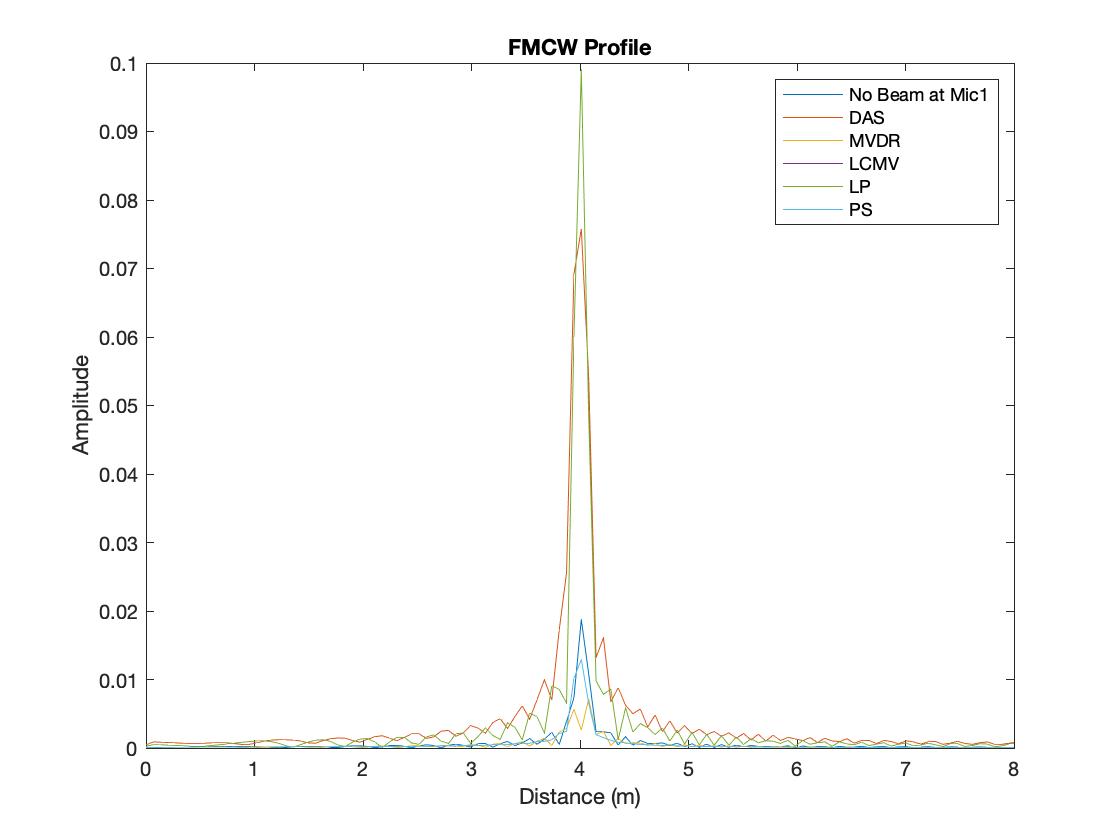 FMCW Profile
0.1
0.09
0.08
0.07
0.06
0.05
0.04
0.03
0.02
0.01
0
Amplitude
No Beam at Mic1
DAS
MVDR
LCMV
LP
PS
0 1 2 3 4 5 6 7 8
Distance (m)